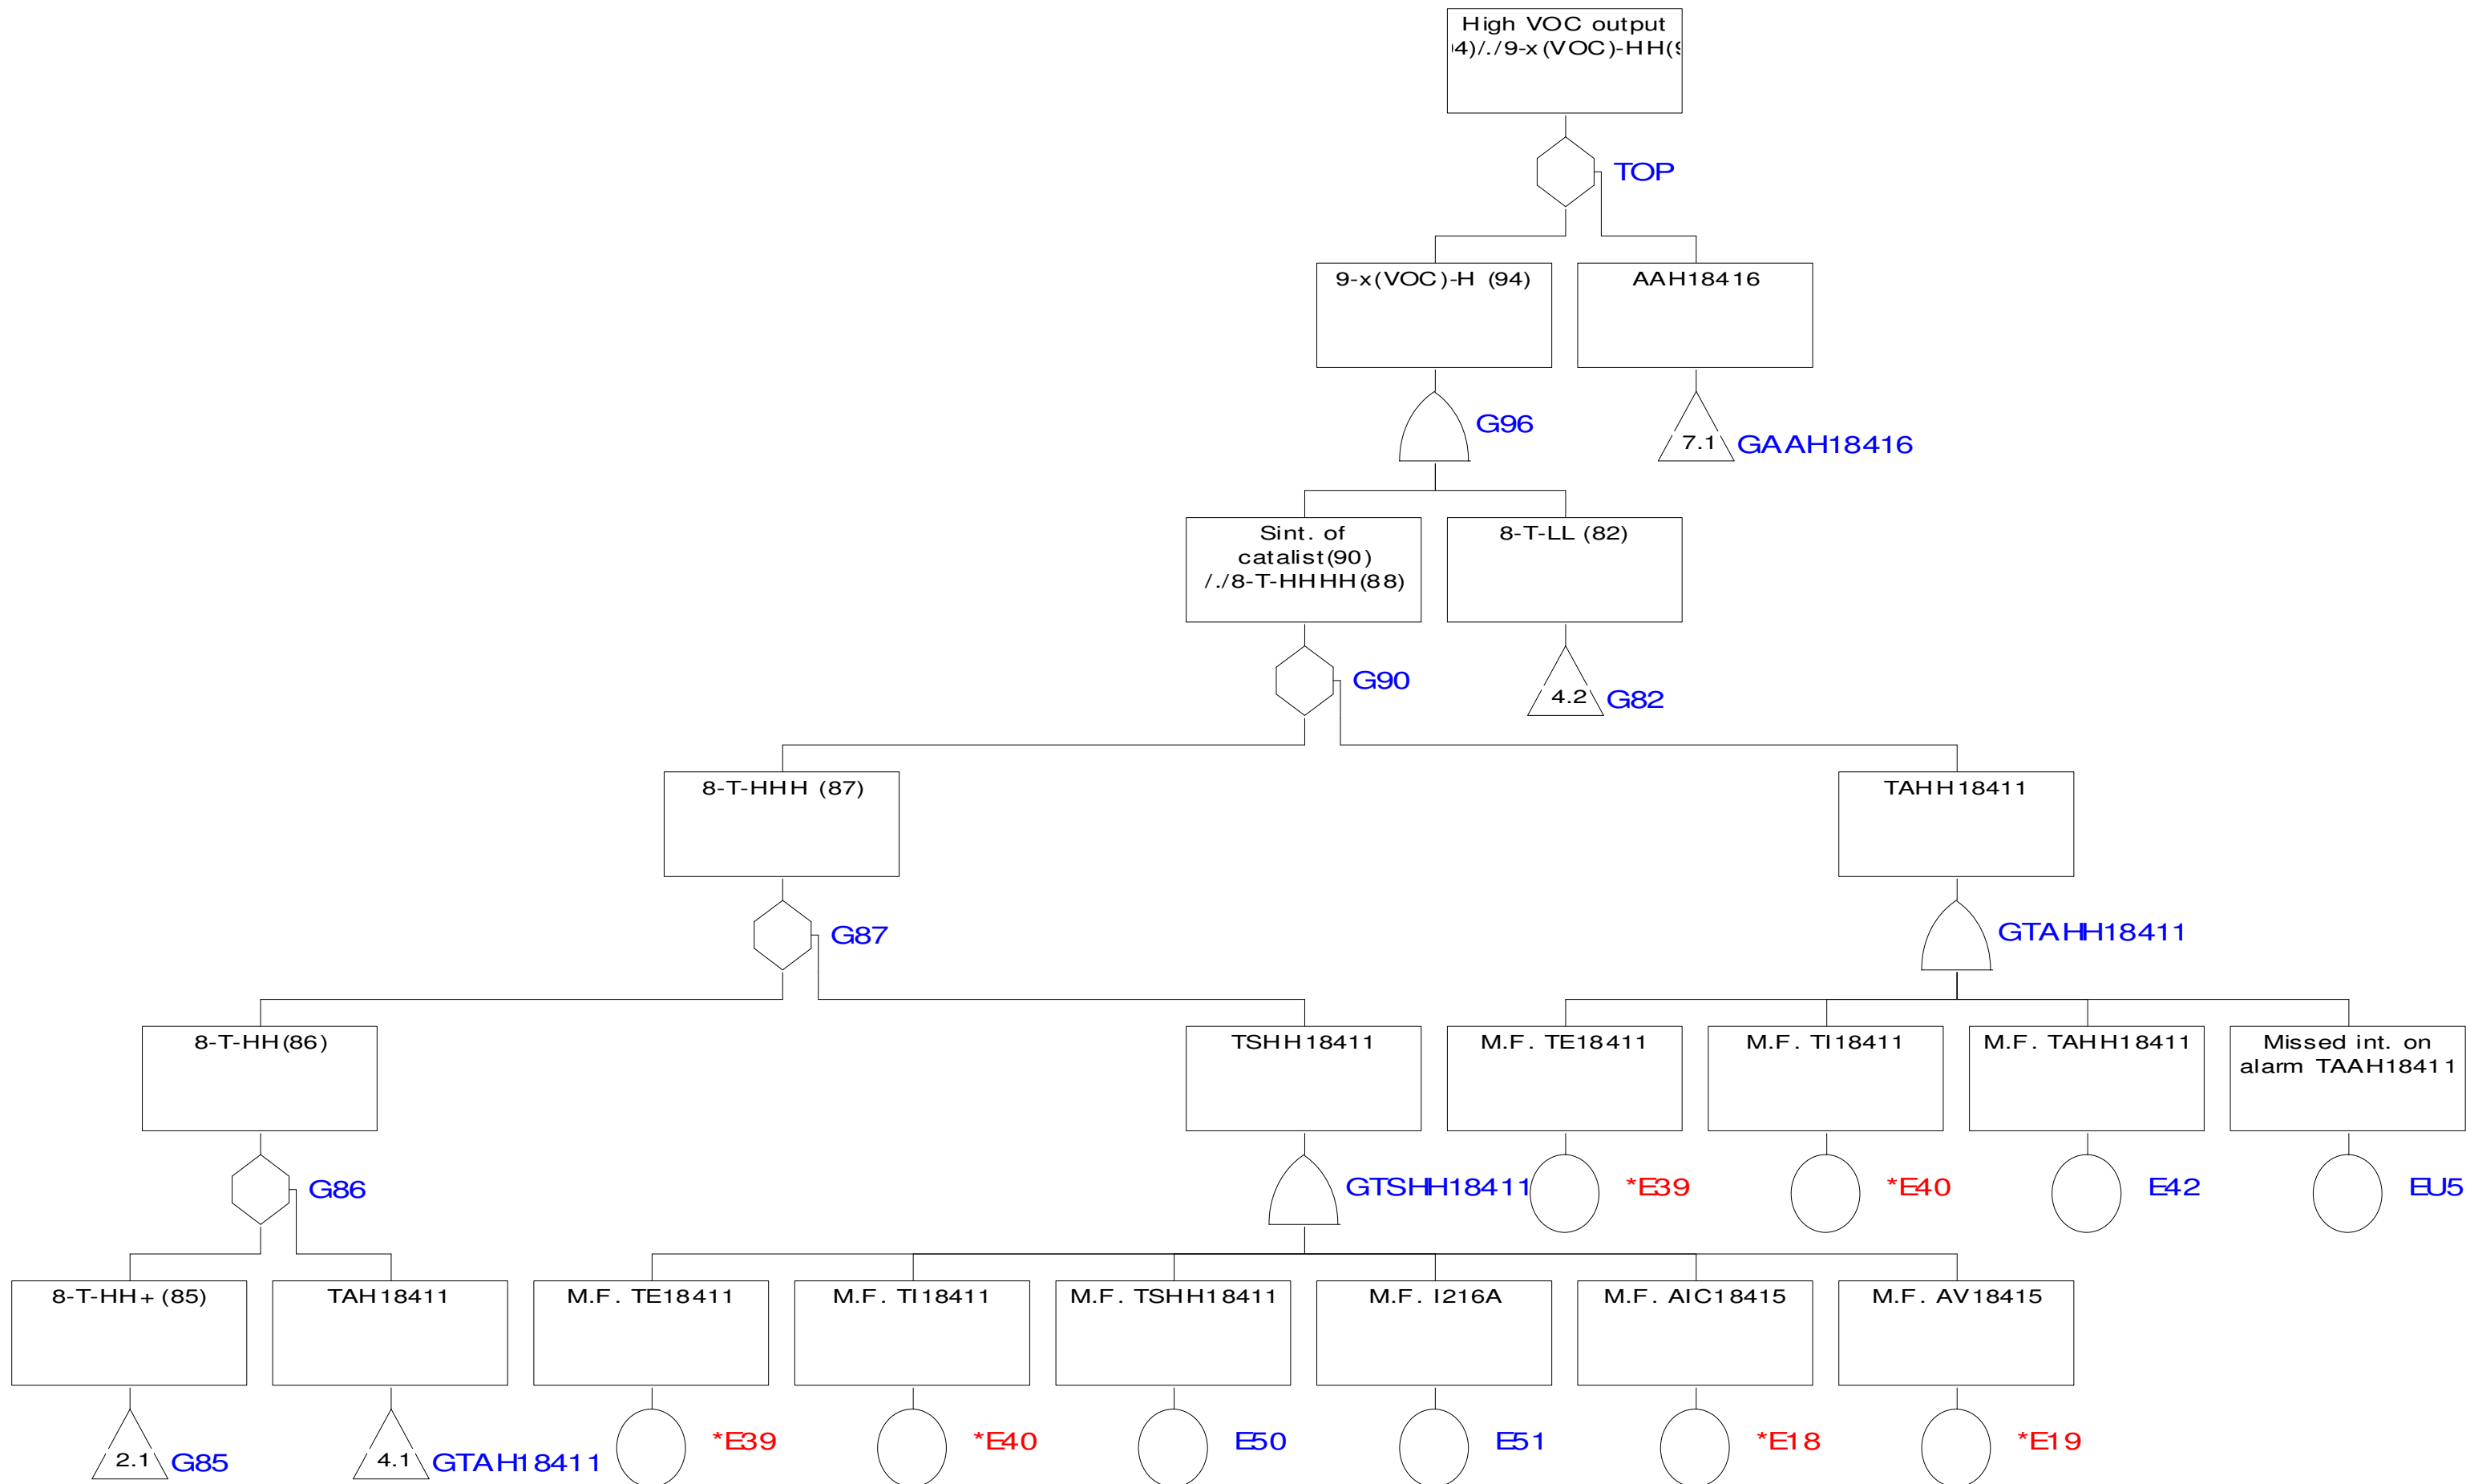 High VOC output
4)/./9-x(VOC)-HH(9
TOP
9-x(VOC)-H (94)
AAH18416
G96
7.1
GAAH18416
Sint. of
catalist(90)
/./8-T-HHHH(88)
8-T-LL (82)
G90
4.2
G82
8-T-HHH (87)
TAHH18411
G87
GTAHH18411
8-T-HH(86)
TSHH18411
M.F. TE18411
M.F. TI18411
M.F. TAHH18411
Missed int. on
alarm TAAH18411
G86
GTSHH18411
*E39
*E40
E42
EU5
8-T-HH+ (85)
TAH18411
M.F. TE18411
M.F. TI18411
M.F. TSHH18411
M.F. I216A
M.F. AIC18415
M.F. AV18415
2.1
G85
4.1
GTAH18411
*E39
*E40
E50
E51
*E18
*E19